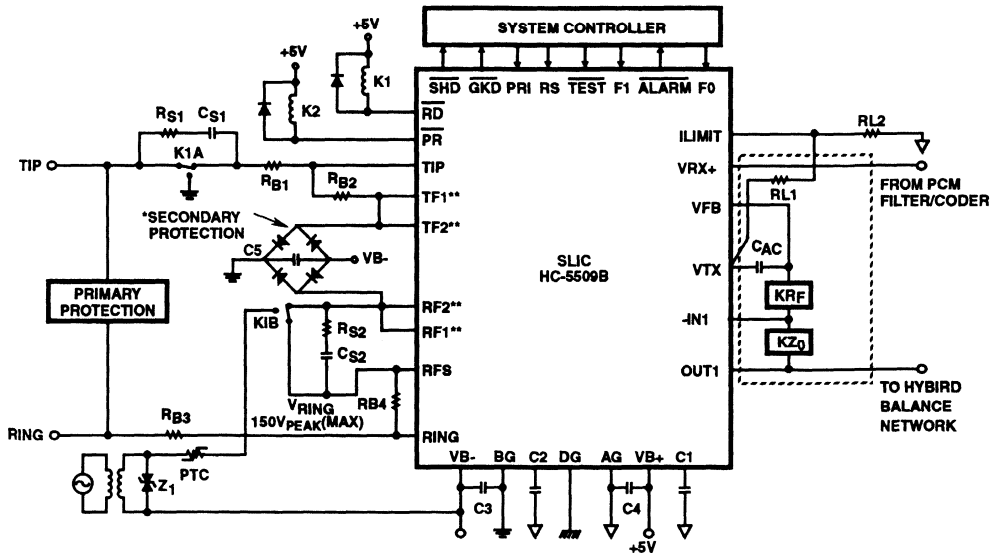 SYSTEM CONTROLLER
+5V
+5V
K1
K2
SHD GKD PRI RS TEST F1 ALARM F0
RD
PR
RS1 CS1
K1A
TIP
RB1
RB2
TIP
TF1**
TF2**
*SECONDARY
PROTECTION
C5
VB-
PRIMARY
PROTECTION
KIB
RS2
CS2
RF2**
RF1**
RFS
VRING
150VPEAK(MAX)
RB4
RING
RB3
RING
PTC
Z1
SLIC
HC-5509B
ILIMIT
RL2
VRX+
FROM PCM
FILTER/CODER
RL1
VFB
CAC
VTX
KRF
-IN1
KZ0
OUT1
TO HYBIRD
BALANCE
NETWORK
VB- BG C2 DG AG VB+ C1
C3
C4
+5V